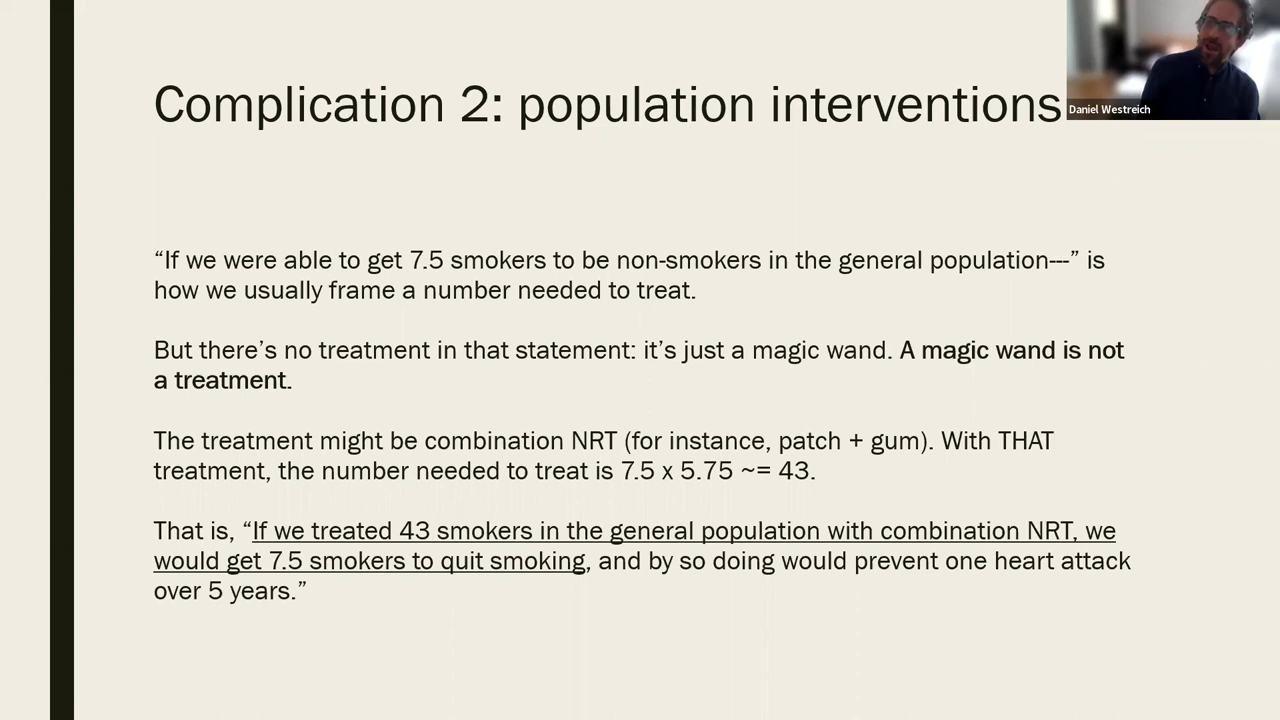 Complication 2: population interventions
Daniel Westreich
“If we were able to get 7.5 smokers to be non-smokers in the general population---” is
how we usually frame a number needed to treat.
But there’s no treatment in that statement: it’s just a magic wand. A magic wand is not
a treatment.
The treatment might be combination NRT (for instance, patch + gum). With THAT
treatment, the number needed to treat is 7.5 x 5.75 ~= 43.
That is, “If we treated 43 smokers in the general population with combination NRT, we
would get 7.5 smokers to quit smoking, and by so doing would prevent one heart attack
over 5 years.”